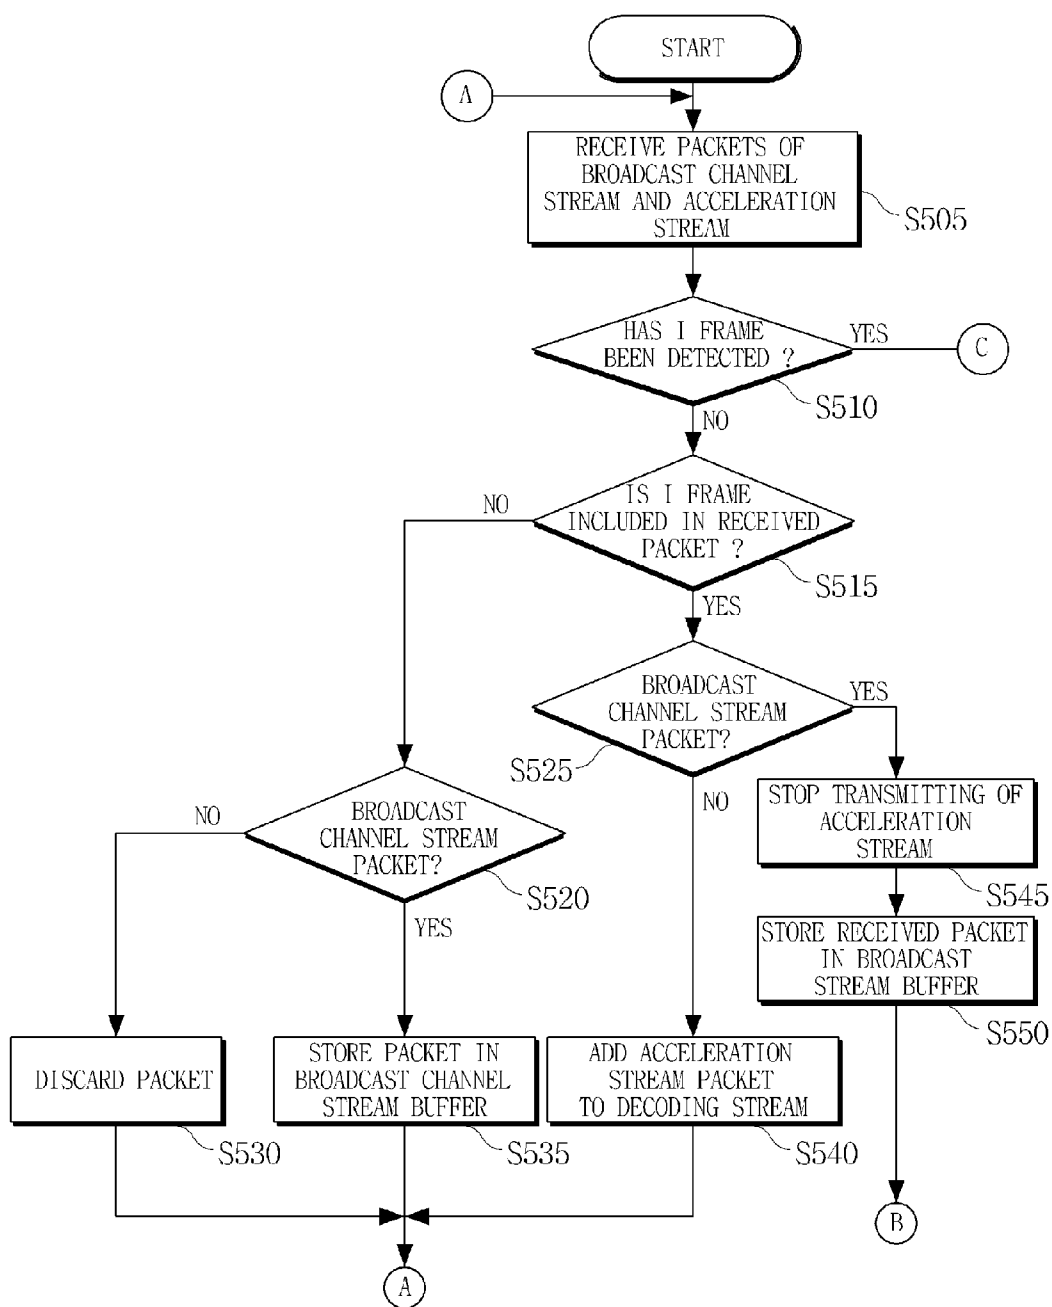 START
A
RECEIVE PACKETS OF
BROADCAST CHANNEL
STREAM AND ACCELERATION
STREAM
S505
HAS I FRAME
BEEN DETECTED ?
YES
C
S510
NO
IS I FRAME
INCLUDED IN RECEIVED
PACKET ?
NO
S515
YES
BROADCAST
CHANNEL STREAM
PACKET?
YES
S525
NO
STOP TRANSMITTING OF
ACCELERATION
STREAM
S545
BROADCAST
CHANNEL STREAM
PACKET?
NO
S520
YES
STORE RECEIVED PACKET
IN BROADCAST
STREAM BUFFER
S550
DISCARD PACKET
S530
STORE PACKET IN
BROADCAST CHANNEL
STREAM BUFFER
S535
ADD ACCELERATION
STREAM PACKET
TO DECODING STREAM
S540
B
A